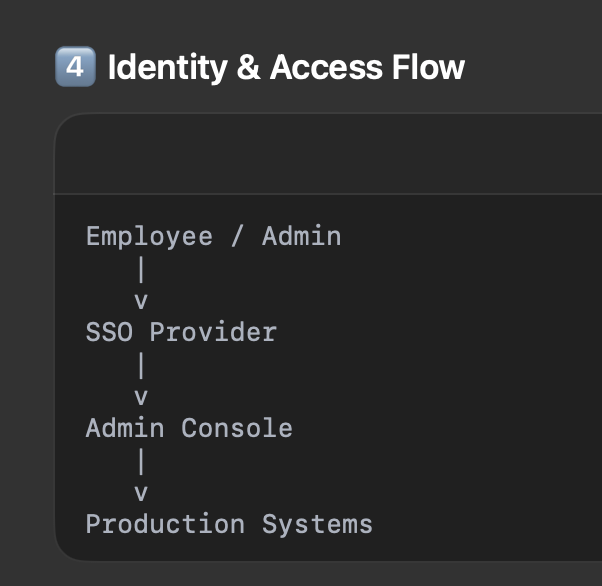 4️⃣ Identity & Access Flow
Employee / Admin
|
v
SSO Provider
|
v
Admin Console
|
v
Production Systems